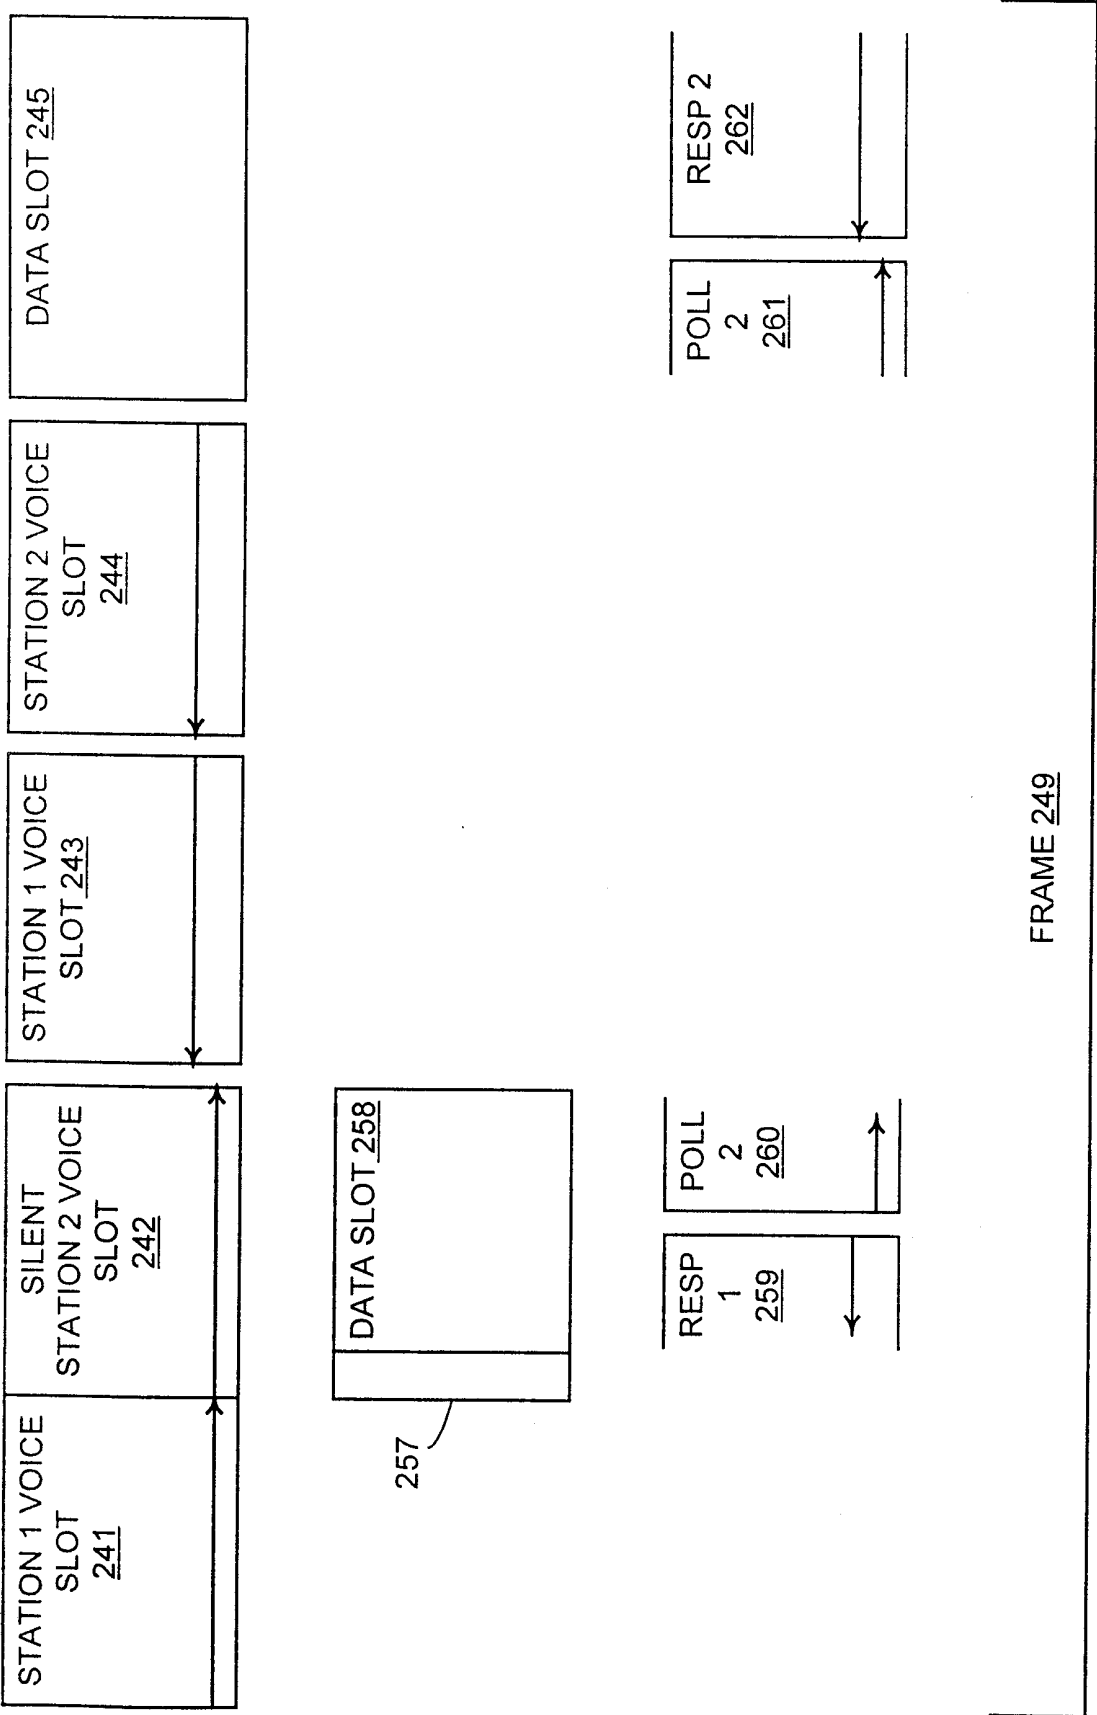 STATION 1 VOICE
SLOT
241
SILENT
STATION 2 VOICE
SLOT
242
STATION 1 VOICE
SLOT 243
STATION 2 VOICE
SLOT
244
DATA SLOT 245
257
DATA SLOT 258
RESP
1
259
POLL
2
260
POLL
2
261
RESP 2
262
FRAME 249